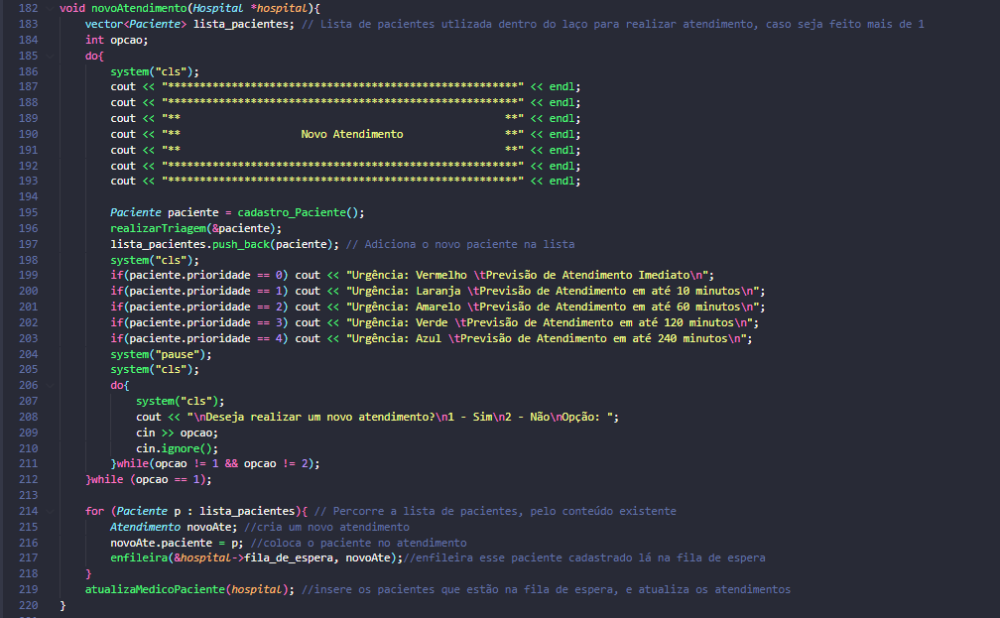 182 void novoAtendimento(Hospital *hospital){
183     vector<Paciente> lista_pacientes; // Lista de pacientes utlizada dentro do laço para realizar atendimento, caso seja feito mais de 1
184     int opcao;
185     do{
186         system("cls");
187         cout << "*******************************************************" << endl;
188         cout << "*******************************************************" << endl;
189         cout << "**                                                   **" << endl;
190         cout << "**                   Novo Atendimento                **" << endl;
191         cout << "**                                                   **" << endl;
192         cout << "*******************************************************" << endl;
193         cout << "*******************************************************" << endl;
194
195         Paciente paciente = cadastro_Paciente();
196         realizarTriagem(&paciente);
197         lista_pacientes.push_back(paciente); // Adiciona o novo paciente na lista
198         system("cls");
199         if(paciente.prioridade == 0) cout << "Urgência: Vermelho \tPrevisão de Atendimento Imediato\n";
200         if(paciente.prioridade == 1) cout << "Urgência: Laranja \tPrevisão de Atendimento em até 10 minutos\n";
201         if(paciente.prioridade == 2) cout << "Urgência: Amarelo \tPrevisão de Atendimento em até 60 minutos\n";
202         if(paciente.prioridade == 3) cout << "Urgência: Verde \tPrevisão de Atendimento em até 120 minutos\n";
203         if(paciente.prioridade == 4) cout << "Urgência: Azul \tPrevisão de Atendimento em até 240 minutos\n";
204         system("pause");
205         system("cls");
206         do{
207             system("cls");
208             cout << "\nDeseja realizar um novo atendimento?\n1 - Sim\n2 - Não\nOpção: ";
209             cin >> opcao;
210             cin.ignore();
211         }while(opcao != 1 && opcao != 2);
212     }while (opcao == 1);
213
214     for (Paciente p : lista_pacientes){ // Percorre a lista de pacientes, pelo conteúdo existente
215         Atendimento novoAte; //cria um novo atendimento
216         novoAte.paciente = p; //coloca o paciente no atendimento
217         enfileira(&hospital->fila_de_espera, novoAte);//enfileira esse paciente cadastrado lá na fila de espera
218     }
219     atualizaMedicoPaciente(hospital); //insere os pacientes que estão na fila de espera, e atualiza os atendimentos
220 }